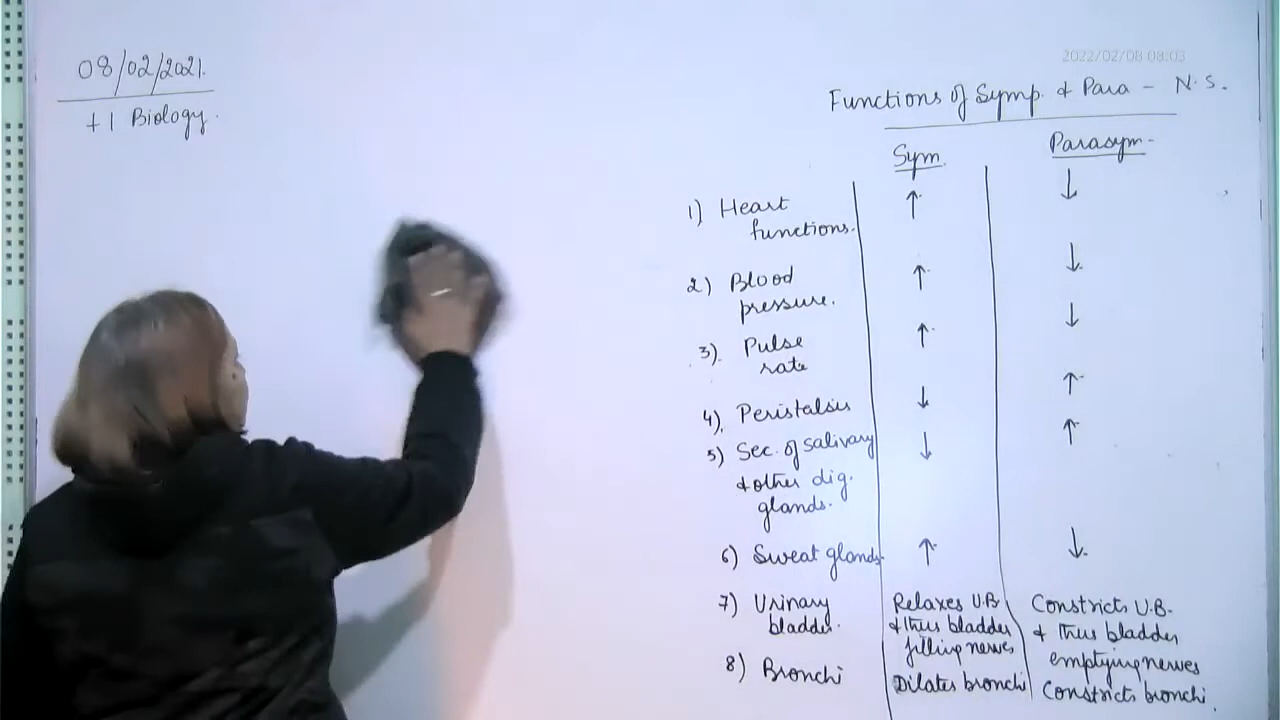 08/02/2021.
+1 Biology.
2022/02/08 08:03
Functions of Symp. & Para - N.S.
Sym. Parasym-
1) Heart ↑ ↓
functions.
2) Blood ↑ ↓
pressure.
3). Pulse ↑ ↓
rate
4), Peristalsis ↓ ↑
5) Sec. of salivary ↓ ↑
& other dig.
glands.
6) Sweat glands ↑ ↓
7) Urinary Relaxes U.B Constricts U.B.
bladder. & thus bladder & thus bladder
filling nerves emptying nerves
8) Bronchi Dilates bronchi Constricts bronchi.